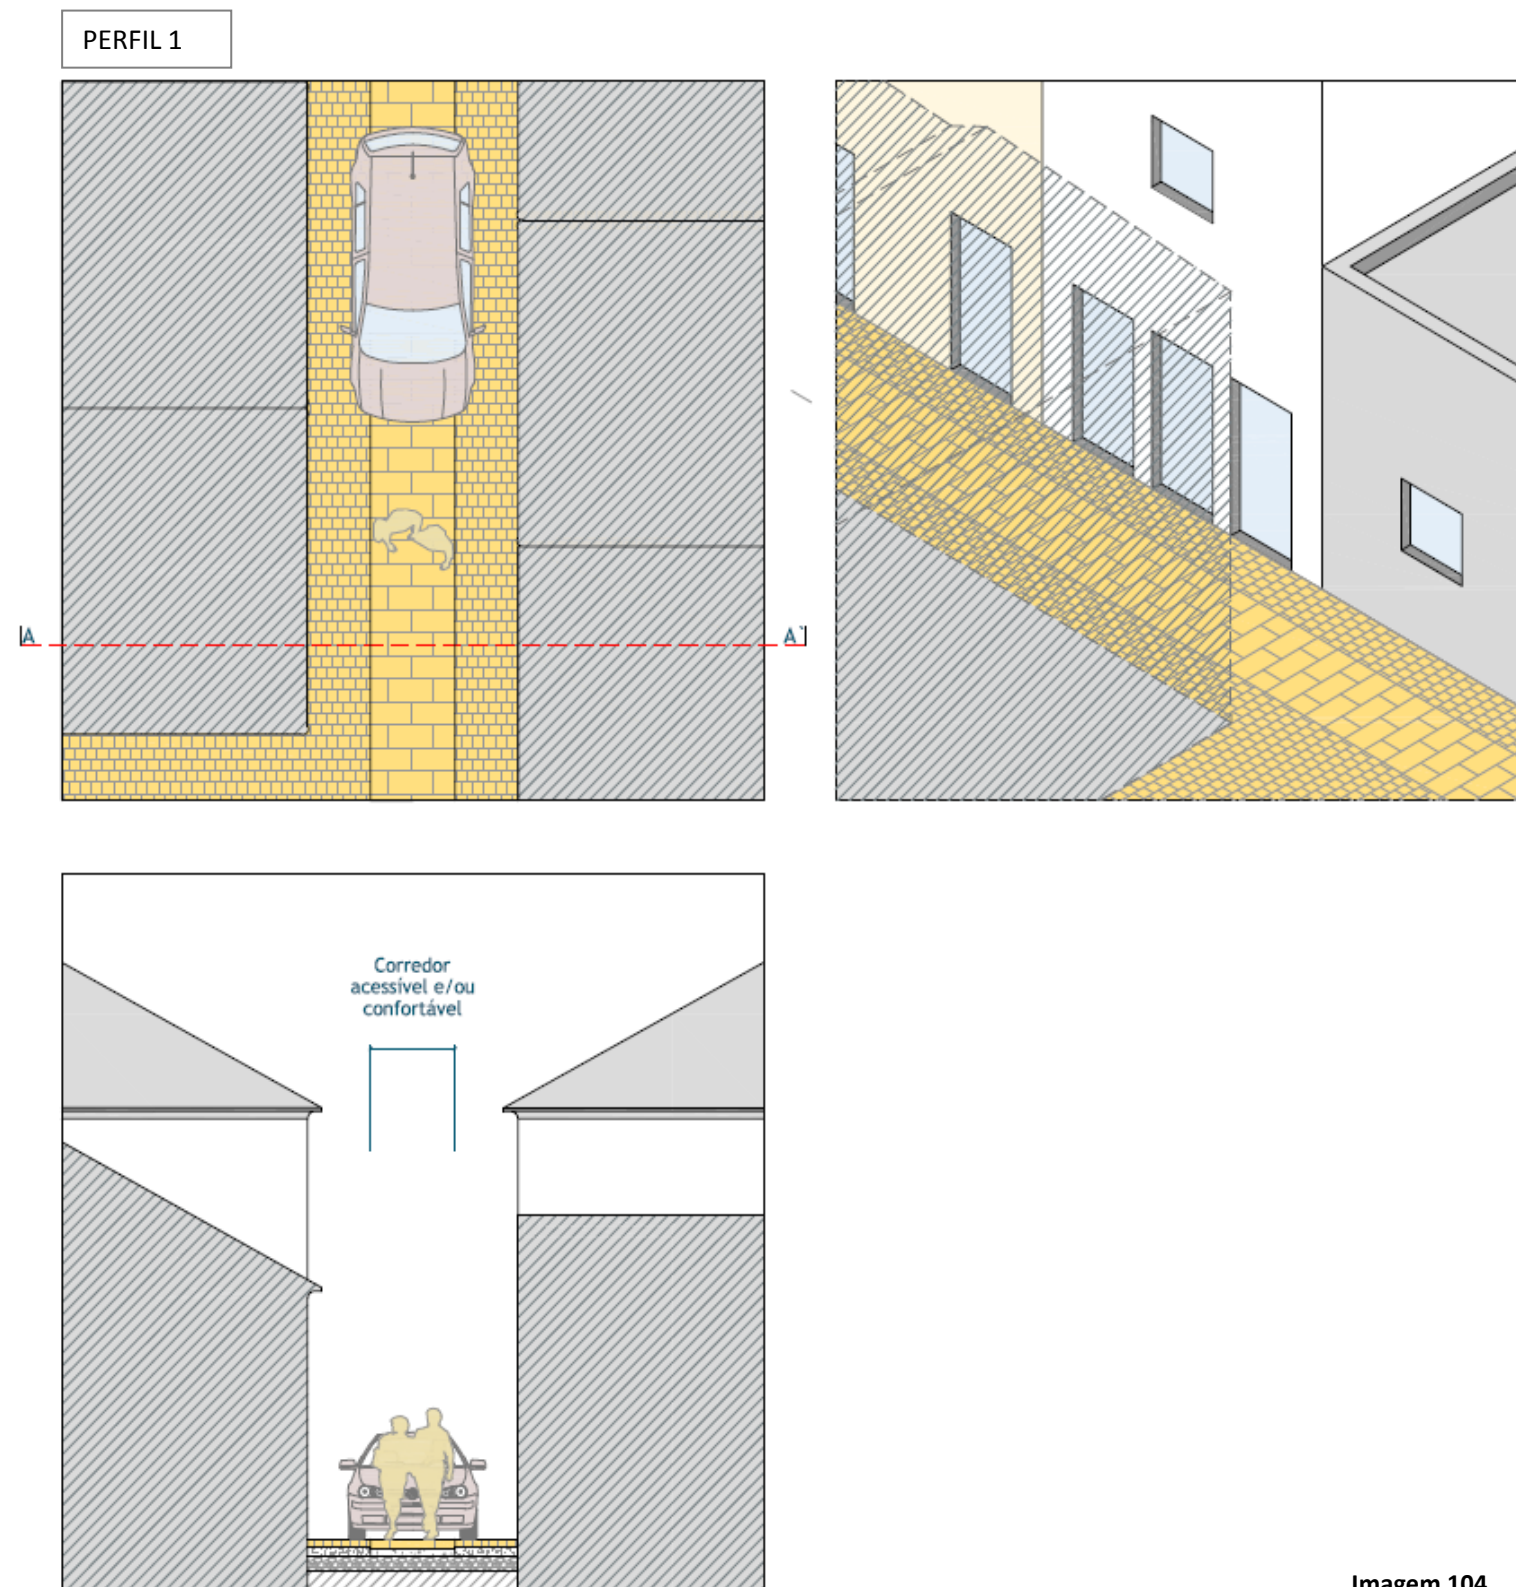 PERFIL 1
A
A`
Corredor
acessível e/ou
confortável
Imagem 104